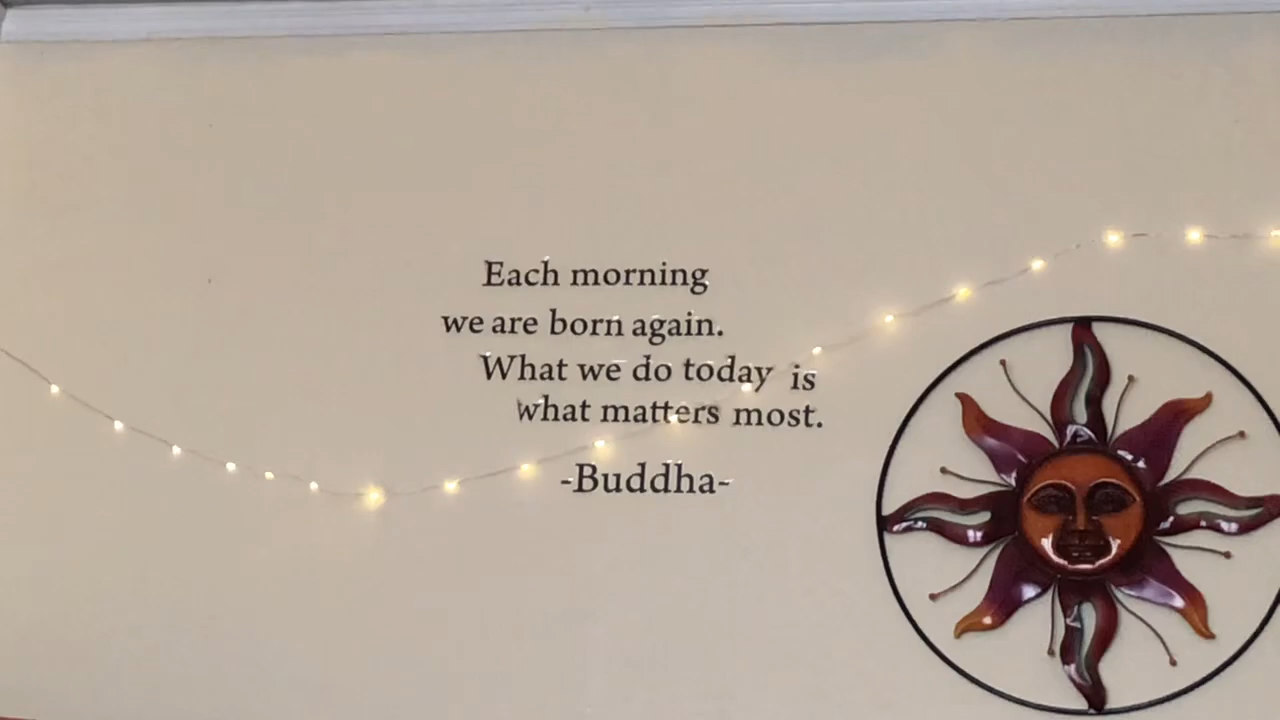 Each morning
we are born again.
What we do today is
what matters most.
-Buddha-